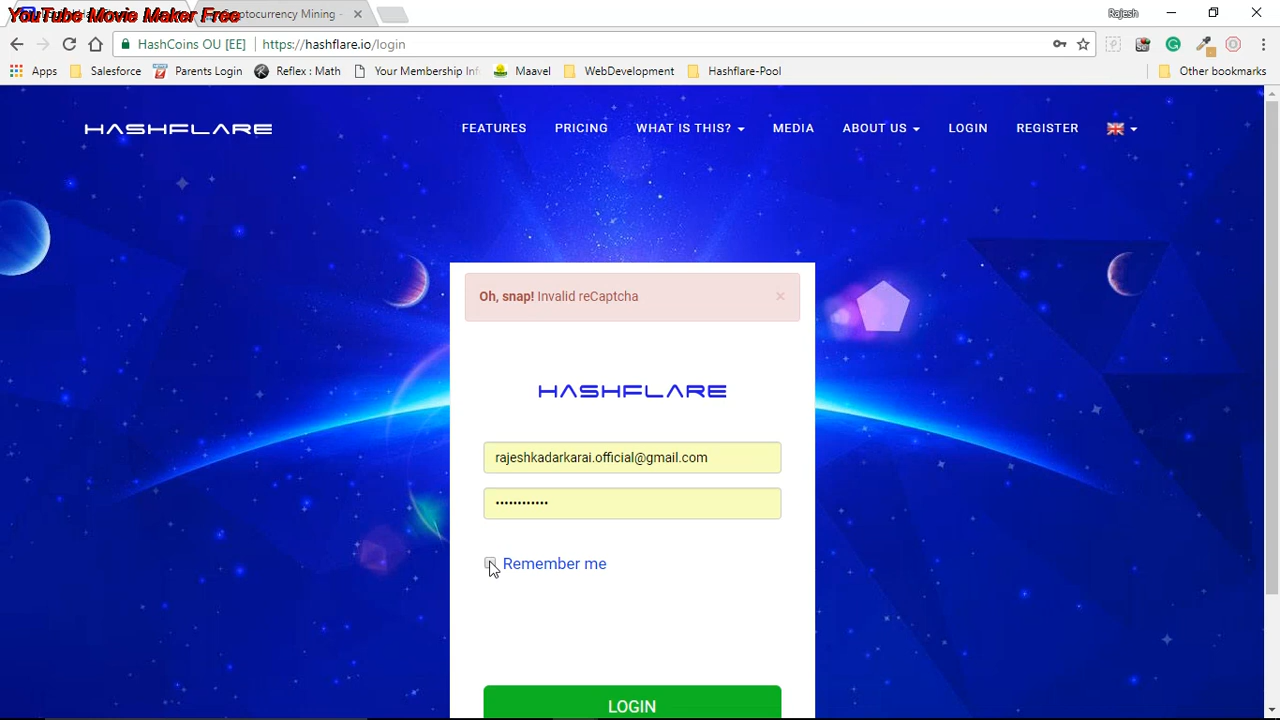 YouTube Movie Maker Free
Cryptocurrency Mining -
Rajesh
HashCoins OU [EE]
https://hashflare.io/login
Apps
Salesforce
Parents Login
Reflex : Math
Your Membership Inf
Maavel
WebDevelopment
Hashflare-Pool
Other bookmarks
HASHFLARE
FEATURES
PRICING
WHAT IS THIS?
MEDIA
ABOUT US
LOGIN
REGISTER
Oh, snap! Invalid reCaptcha ×
HASHFLARE
rajeshkadarkarai.official@gmail.com
••••••••••••
Remember me
LOGIN